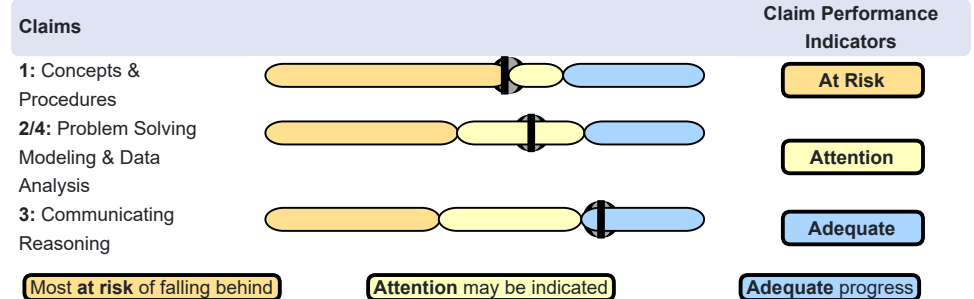 Claims
Claim Performance
Indicators
1: Concepts &
Procedures
At Risk
2/4: Problem Solving
Modeling & Data
Analysis
Attention
3: Communicating
Reasoning
Adequate
Most at risk of falling behind
Attention may be indicated
Adequate progress